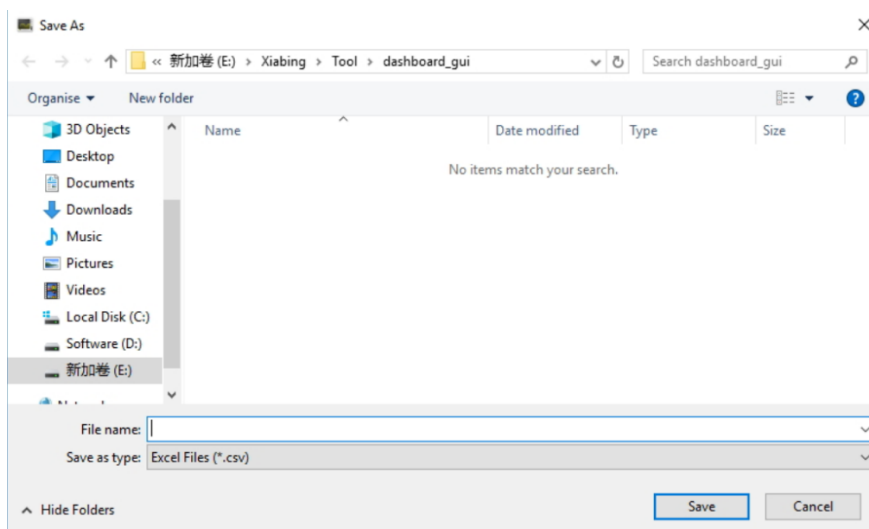 Save As
« 新加卷 (E:) › Xiabing › Tool › dashboard_gui
Search dashboard_gui
Organise New folder
Name Date modified Type Size
No items match your search.
3D Objects
Desktop
Documents
Downloads
Music
Pictures
Videos
Local Disk (C:)
Software (D:)
新加卷 (E:)
File name:
Save as type: Excel Files (*.csv)
Hide Folders
Save Cancel